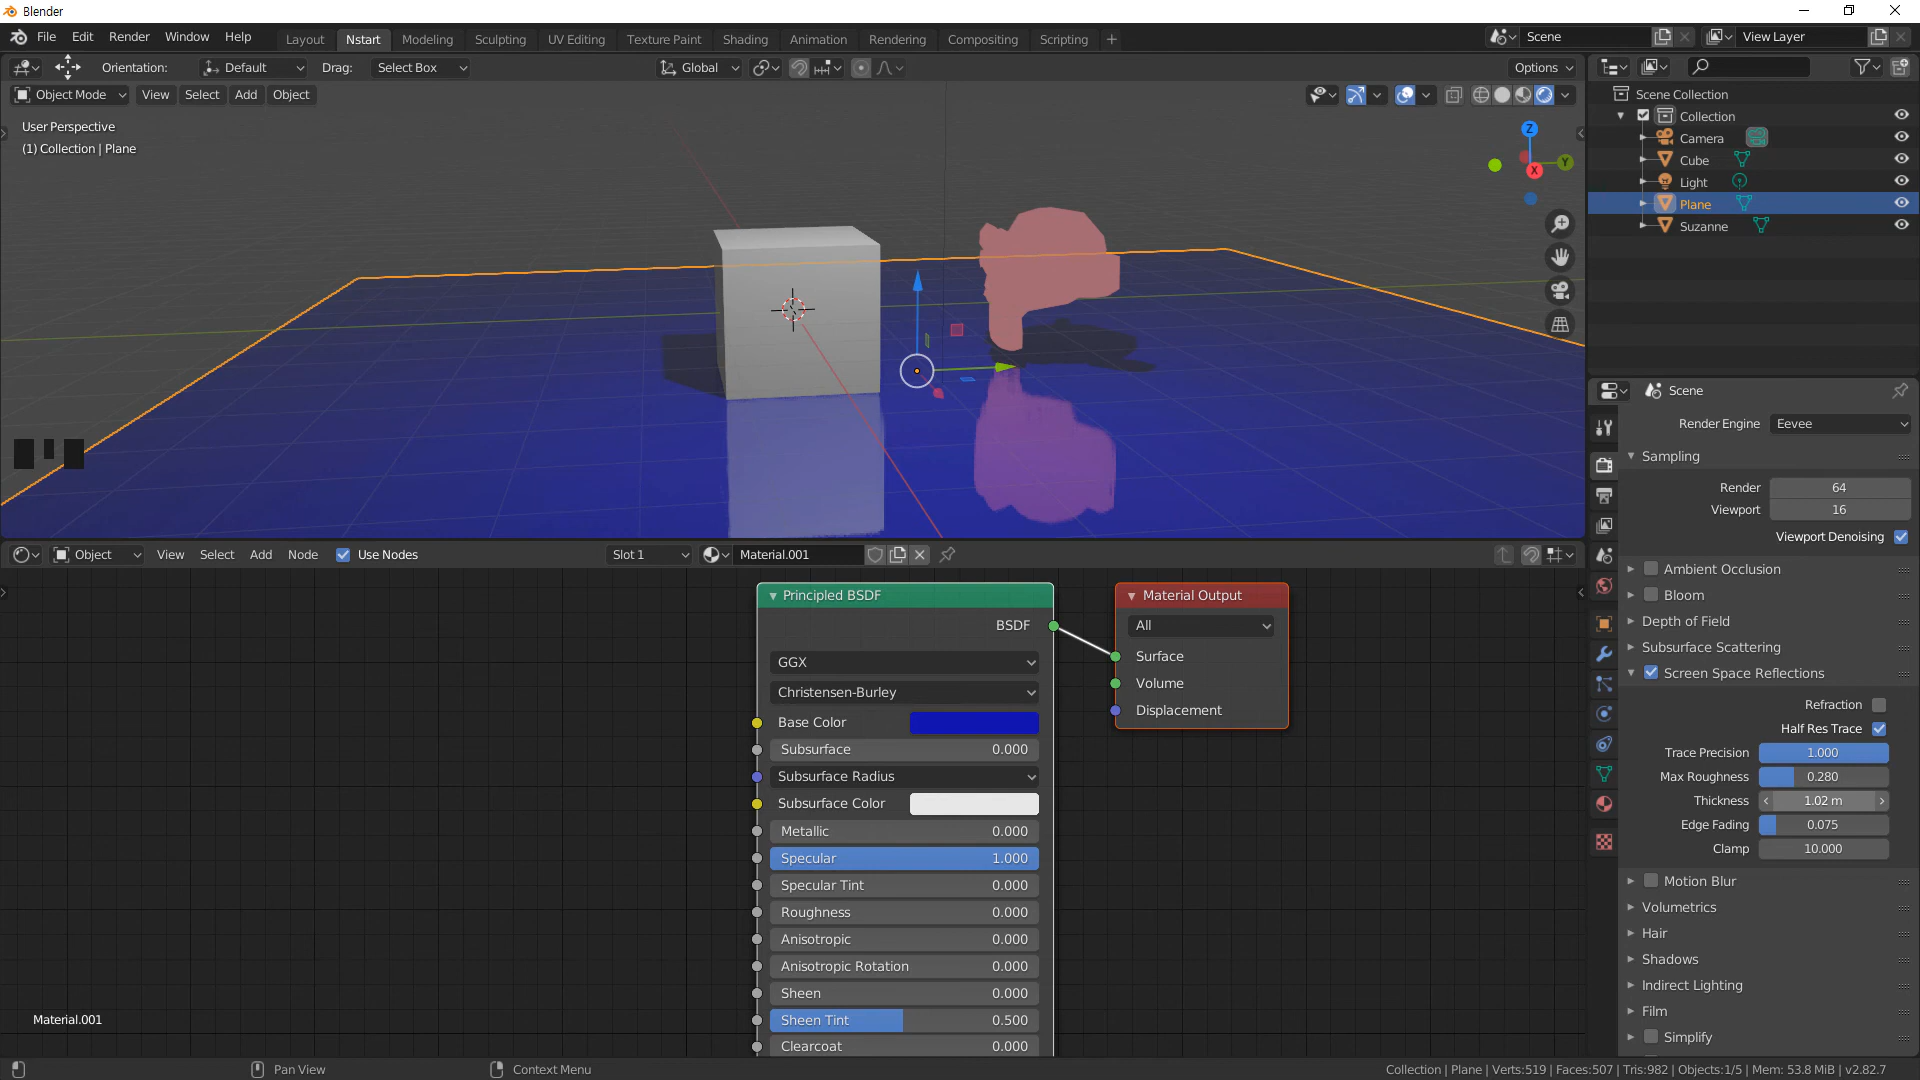 Blender
File Edit Render Window Help Layout Nstart Modeling Sculpting UV Editing Texture Paint Shading Animation Rendering Compositing Scripting + Scene View Layer
Orientation: Default Drag: Select Box Global Options
Object Mode View Select Add Object
User Perspective
(1) Collection | Plane
Z
Y
X
Scene Collection
Collection
Camera
Cube
Light
Plane
Suzanne
Scene
Render Engine Eevee
Sampling
Render 64
Viewport 16
Viewport Denoising
Ambient Occlusion
Bloom
Depth of Field
Subsurface Scattering
Screen Space Reflections
Refraction
Half Res Trace
Trace Precision 1.000
Max Roughness 0.280
Thickness 1.02 m
Edge Fading 0.075
Clamp 10.000
Motion Blur
Volumetrics
Hair
Shadows
Indirect Lighting
Film
Simplify
Object View Select Add Node Use Nodes Slot 1 Material.001
Principled BSDF
BSDF
GGX
Christensen-Burley
Base Color
Subsurface 0.000
Subsurface Radius
Subsurface Color
Metallic 0.000
Specular 1.000
Specular Tint 0.000
Roughness 0.000
Anisotropic 0.000
Anisotropic Rotation 0.000
Sheen 0.000
Sheen Tint 0.500
Clearcoat 0.000
Material Output
All
Surface
Volume
Displacement
Material.001
Pan View Context Menu Collection | Plane | Verts:519 | Faces:507 | Tris:982 | Objects:1/5 | Mem: 53.8 MiB | v2.82.7